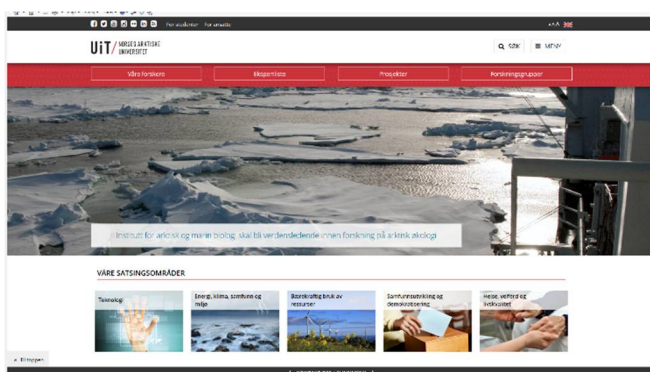 For studenter For ansatte
UiT / NORGES ARKTISKE
UNIVERSITET
SØK MENY
Våre forskere Ekspertliste Prosjekter Forskningsgrupper
Institutt for arktisk og marin biologi skal bli verdensledende innen forskning på arktisk økologi
VÅRE SATSINGSOMRÅDER
Teknologi
Energi, klima, samfunn og
miljø
Bærekraftig bruk av
ressurser
Samfunnsutvikling og
demokratisering
Helse, velferd og
livskvalitet
Til toppen